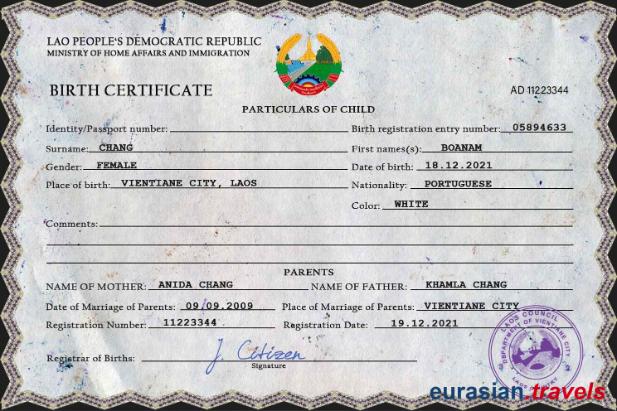 LAO PEOPLE'S DEMOCRATIC REPUBLIC
MINISTRY OF HOME AFFAIRS AND IMMIGRATION
BIRTH CERTIFICATE
AD 11223344
PARTICULARS OF CHILD
Identity/Passport number:
Birth registration entry number: 05894633
Surname: CHANG
First names(s): BOANAM
Gender: FEMALE
Date of birth: 18.12.2021
Place of birth: VIENTIANE CITY, LAOS
Nationality: PORTUGUESE
Color: WHITE
Comments:
PARENTS
NAME OF MOTHER: ANIDA CHANG
NAME OF FATHER: KHAMLA CHANG
Date of Marriage of Parents: 09.09.2009
Place of Marriage of Parents: VIENTIANE CITY
Registration Number: 11223344
Registration Date: 19.12.2021
Registrar of Births: J. Citizen
Signature
LAOS COUNCIL
DEPARTMENT OF VIENTIANE CITY
eurasian.travels